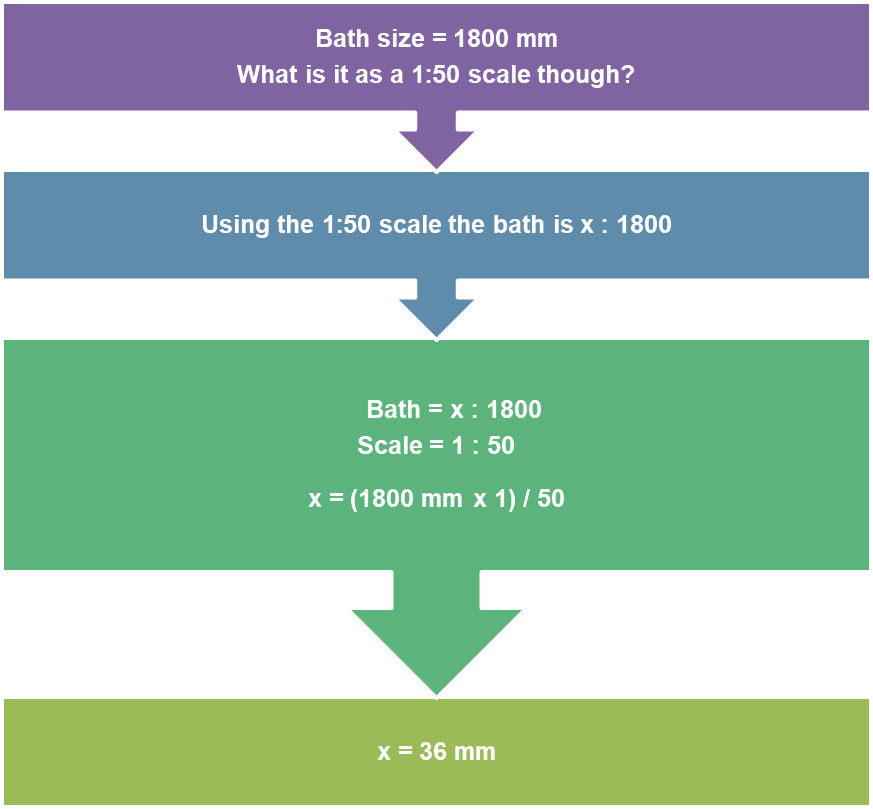 Bath size = 1800 mm
What is it as a 1:50 scale though?
Using the 1:50 scale the bath is x : 1800
Bath = x : 1800
Scale = 1 : 50
x = (1800 mm x 1) / 50
x = 36 mm